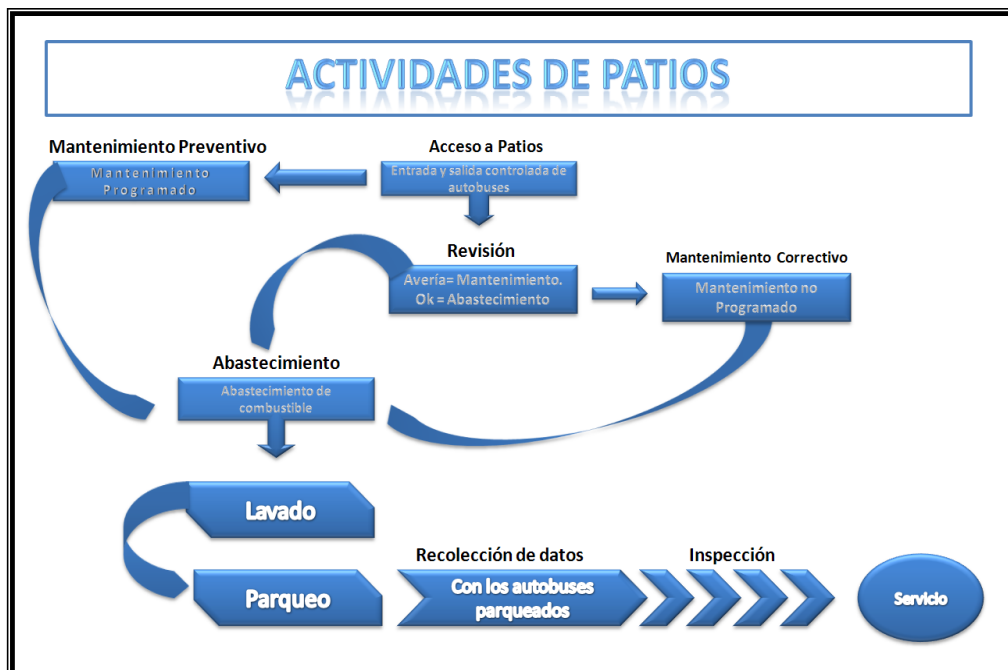 ACTIVIDADES DE PATIOS
Mantenimiento Preventivo
Mantenimiento
Programado
Acceso a Patios
Entrada y salida controlada de
autobuses
Revisión
Avería= Mantenimiento.
Ok = Abastecimiento
Mantenimiento Correctivo
Mantenimiento no
Programado
Abastecimiento
Abastecimiento de
combustible
Lavado
Parqueo
Recolección de datos
Con los autobuses
parqueados
Inspección
Servicio